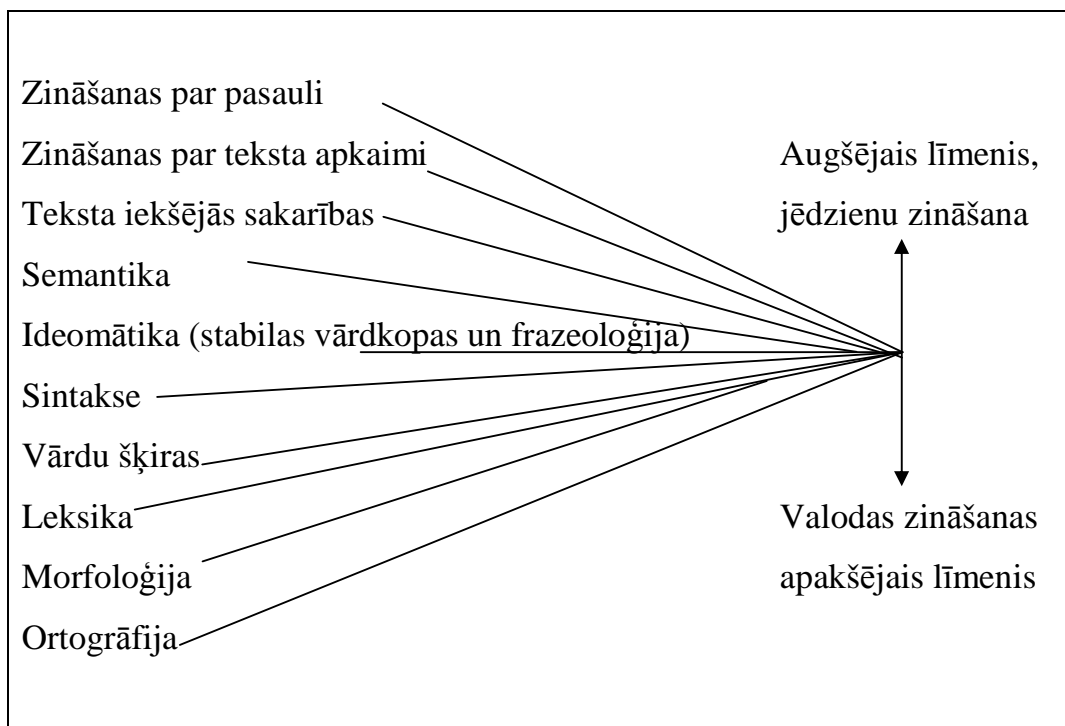 Zināšanas par pasauli
Zināšanas par teksta apkaimi
Augšējais līmenis,
Teksta iekšējās sakarības
jēdzienu zināšana
Semantika
Ideomātika (stabilas vārdkopas un frazeoloģija)
Sintakse
Vārdu šķiras
Leksika
Valodas zināšanas
Morfoloģija
apakšējais līmenis
Ortogrāfija